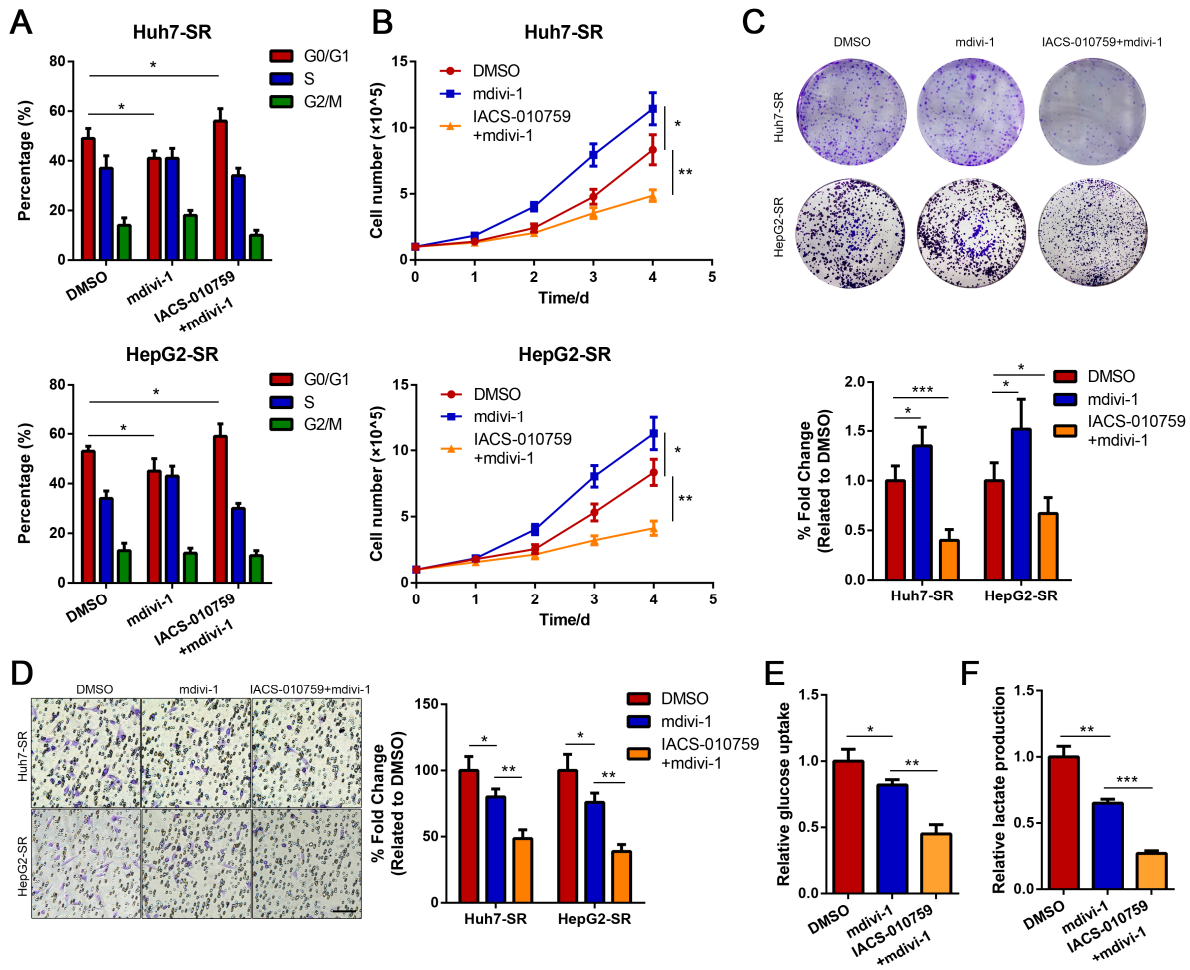 A
Huh7-SR
G0/G1
S
G2/M
Percentage (%)
80
60
40
20
0
*
*
DMSO
mdivi-1
IACS-010759
+mdivi-1
HepG2-SR
G0/G1
S
G2/M
Percentage (%)
80
60
40
20
0
*
*
DMSO
mdivi-1
IACS-010759
+mdivi-1
B
Huh7-SR
DMSO
mdivi-1
IACS-010759
+mdivi-1
Cell number (×10^5)
15
10
5
0
*
**
0 1 2 3 4 5
Time/d
HepG2-SR
DMSO
mdivi-1
IACS-010759
+mdivi-1
Cell number (×10^5)
15
10
5
0
*
**
0 1 2 3 4 5
Time/d
C
DMSO mdivi-1 IACS-010759+mdivi-1
Huh7-SR
HepG2-SR
DMSO
mdivi-1
IACS-010759
+mdivi-1
% Fold Change
(Related to DMSO)
2.0
1.5
1.0
0.5
0.0
***
*
*
*
Huh7-SR HepG2-SR
D
DMSO mdivi-1 IACS-010759+mdivi-1
Huh7-SR
HepG2-SR
DMSO
mdivi-1
IACS-010759
+mdivi-1
% Fold Change
(Related to DMSO)
150
100
50
0
*
**
*
**
Huh7-SR HepG2-SR
E
Relative glucose uptake
1.5
1.0
0.5
0.0
*
**
DMSO
mdivi-1
IACS-010759
+mdivi-1
F
Relative lactate production
1.5
1.0
0.5
0.0
**
***
DMSO
mdivi-1
IACS-010759
+mdivi-1